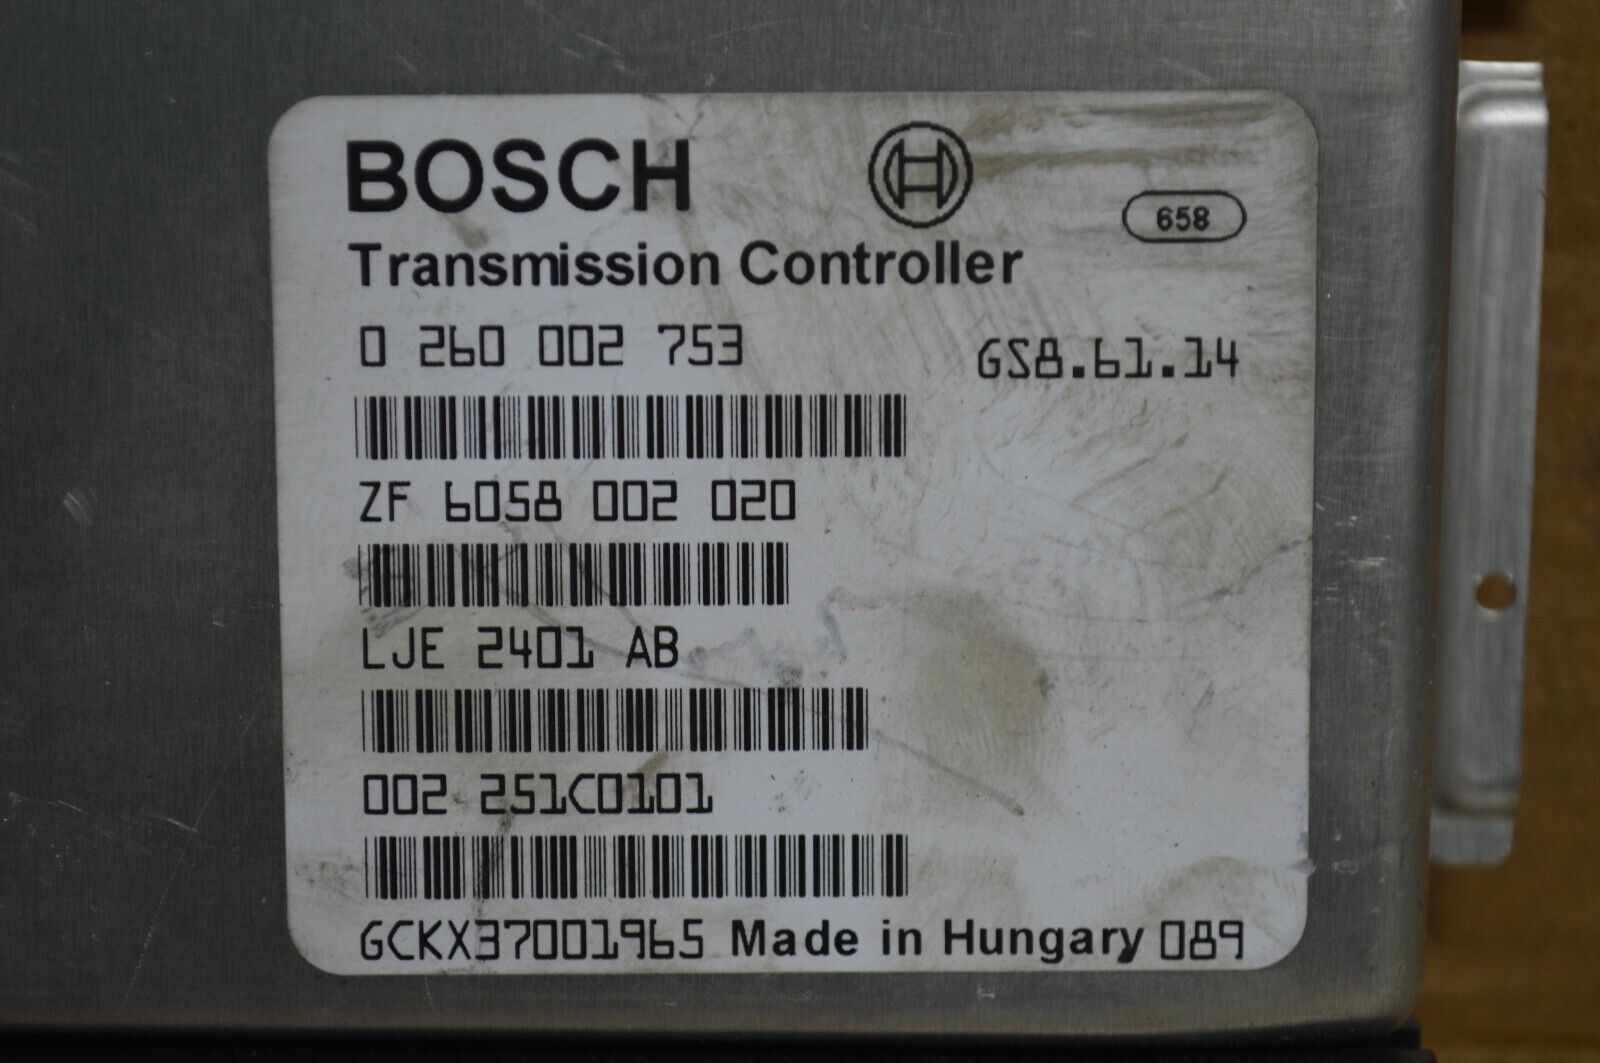 BOSCH
658
Transmission Controller
0 260 002 753 GS8.61.14
ZF 6058 002 020
LJE 2401 AB
002 251C0101
GCKX37001965 Made in Hungary 089